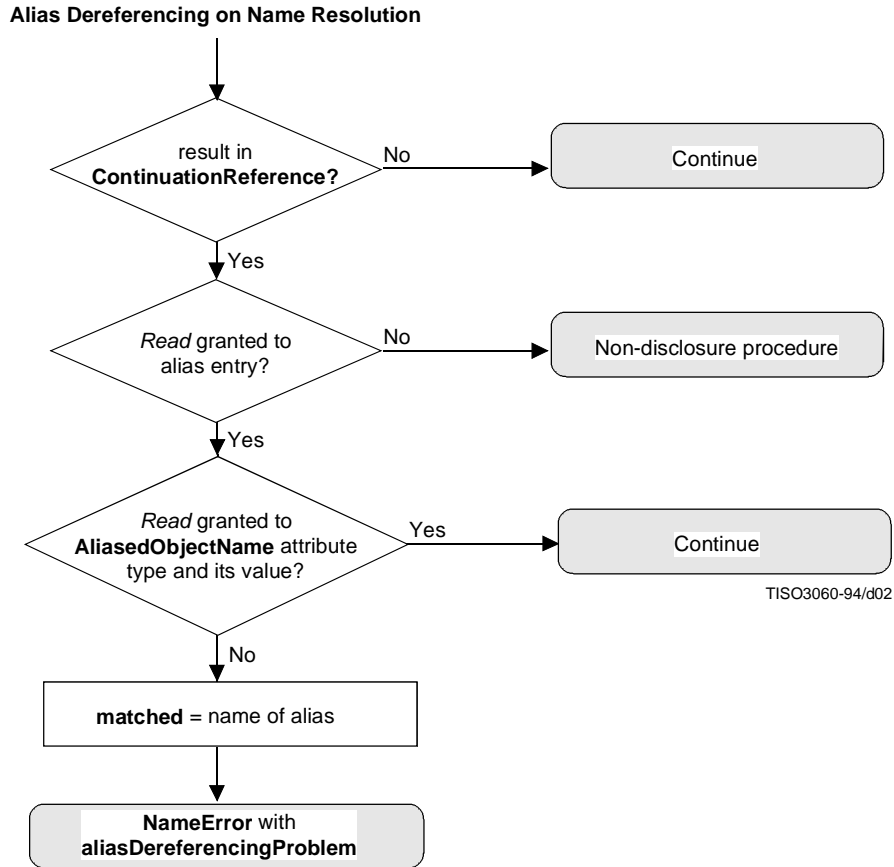 Alias Dereferencing on Name Resolution
result in
ContinuationReference?
No
Continue
Yes
Read granted to
alias entry?
No
Non-disclosure procedure
Yes
Read granted to
AliasedObjectName attribute
type and its value?
Yes
Continue
TISO3060-94/d02
No
matched = name of alias
NameError with
aliasDereferencingProblem